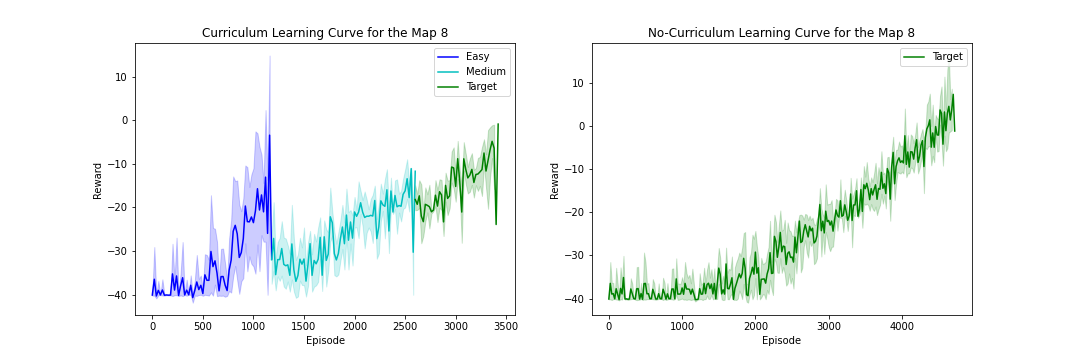 Curriculum Learning Curve for the Map 8
Easy
Medium
Target
10
0
−10
−20
−30
−40
Reward
0 500 1000 1500 2000 2500 3000 3500
Episode
No-Curriculum Learning Curve for the Map 8
Target
10
0
−10
−20
−30
−40
Reward
0 1000 2000 3000 4000
Episode